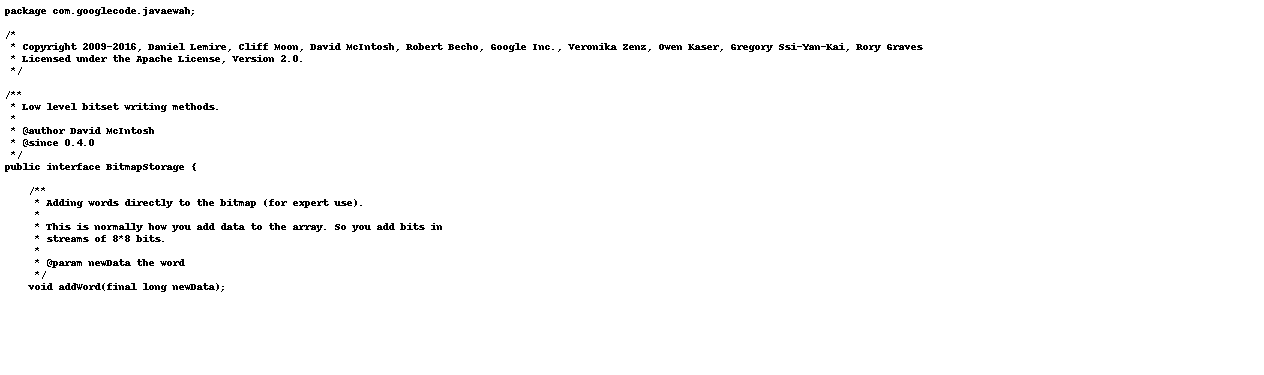 package com.googlecode.javaewah;

/*
 * Copyright 2009-2016, Daniel Lemire, Cliff Moon, David McIntosh, Robert Becho, Google Inc., Veronika Zenz, Owen Kaser, Gregory Ssi-Yan-Kai, Rory Graves
 * Licensed under the Apache License, Version 2.0.
 */

/**
 * Low level bitset writing methods.
 *
 * @author David McIntosh
 * @since 0.4.0
 */
public interface BitmapStorage {

    /**
     * Adding words directly to the bitmap (for expert use).
     *
     * This is normally how you add data to the array. So you add bits in
     * streams of 8*8 bits.
     *
     * @param newData the word
     */
    void addWord(final long newData);